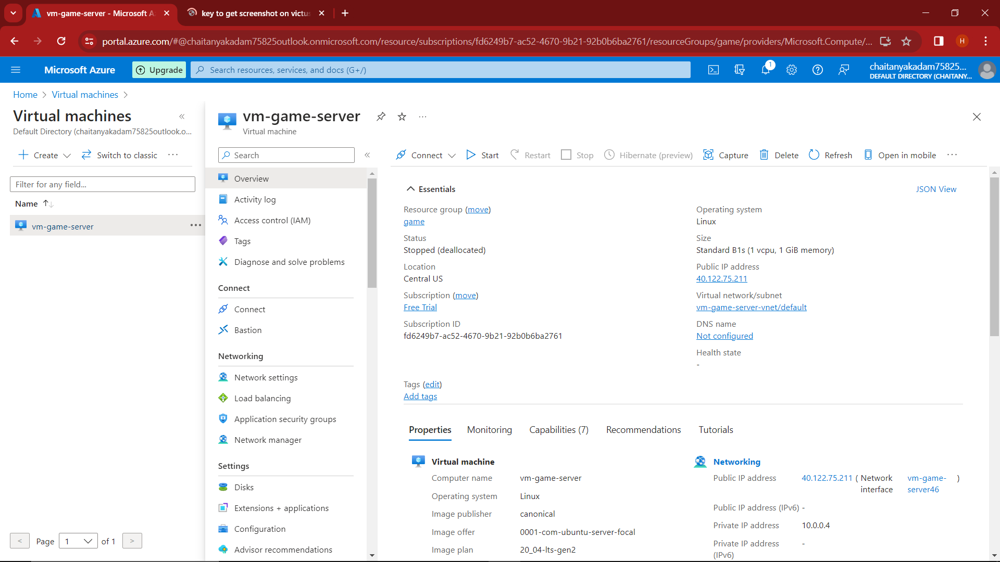 vm-game-server - Microsoft A
key to get screenshot on victus
portal.azure.com/#@chaitanyakadam75825outlook.onmicrosoft.com/resource/subscriptions/fd6249b7-ac52-4670-9b21-92b0b6ba2761/resourceGroups/game/providers/Microsoft.Compute/...
H
Microsoft Azure
Upgrade
Search resources, services, and docs (G+/)
1
chaitanyakadam75825...
DEFAULT DIRECTORY (CHAITANY...
Home > Virtual machines >
Virtual machines
Default Directory (chaitanyakadam75825outlook.o...
Create
Switch to classic
Filter for any field...
Name
vm-game-server
< Page 1 of 1 >
vm-game-server
Virtual machine
Search
Overview
Activity log
Access control (IAM)
Tags
Diagnose and solve problems
Connect
Connect
Bastion
Networking
Network settings
Load balancing
Application security groups
Network manager
Settings
Disks
Extensions + applications
Configuration
Advisor recommendations
Connect
Start
Restart
Stop
Hibernate (preview)
Capture
Delete
Refresh
Open in mobile
Essentials
JSON View
Resource group (move)
game
Status
Stopped (deallocated)
Location
Central US
Subscription (move)
Free Trial
Subscription ID
fd6249b7-ac52-4670-9b21-92b0b6ba2761
Operating system
Linux
Size
Standard B1s (1 vcpu, 1 GiB memory)
Public IP address
40.122.75.211
Virtual network/subnet
vm-game-server-vnet/default
DNS name
Not configured
Health state
-
Tags (edit)
Add tags
Properties
Monitoring
Capabilities (7)
Recommendations
Tutorials
Virtual machine
Computer name vm-game-server
Operating system Linux
Image publisher canonical
Image offer 0001-com-ubuntu-server-focal
Image plan 20_04-lts-gen2
Networking
Public IP address 40.122.75.211 ( Network interface vm-game-server46 )
Public IP address (IPv6) -
Private IP address 10.0.0.4
Private IP address (IPv6) -